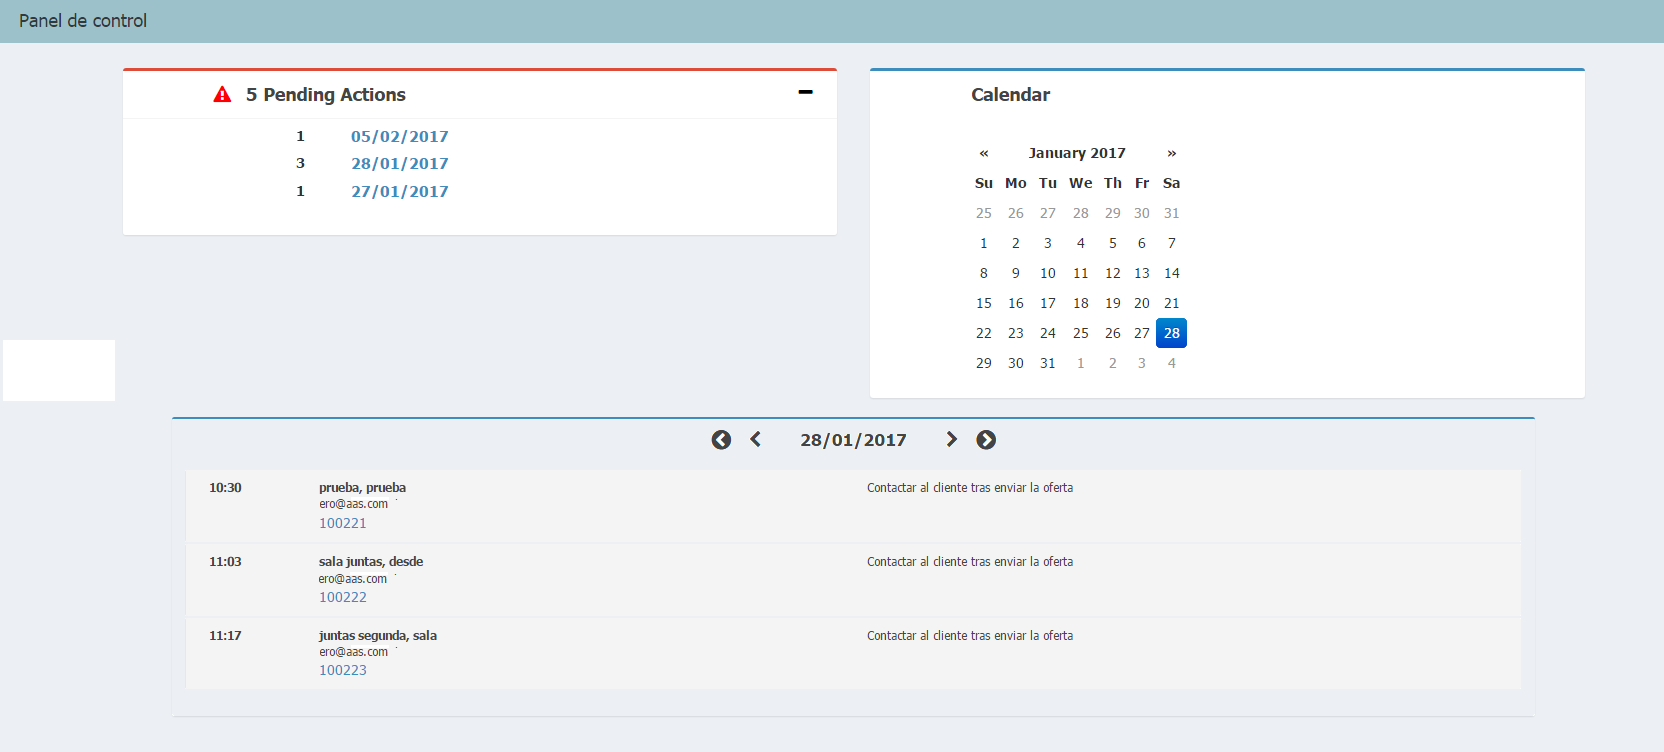 Panel de control
5 Pending Actions
1 05/02/2017
3 28/01/2017
1 27/01/2017
Calendar
« January 2017 »
Su Mo Tu We Th Fr Sa
25 26 27 28 29 30 31
1 2 3 4 5 6 7
8 9 10 11 12 13 14
15 16 17 18 19 20 21
22 23 24 25 26 27 28
29 30 31 1 2 3 4
28/01/2017
10:30 prueba, prueba Contactar al cliente tras enviar la oferta
ero@aas.com
100221
11:03 sala juntas, desde Contactar al cliente tras enviar la oferta
ero@aas.com
100222
11:17 juntas segunda, sala Contactar al cliente tras enviar la oferta
ero@aas.com
100223